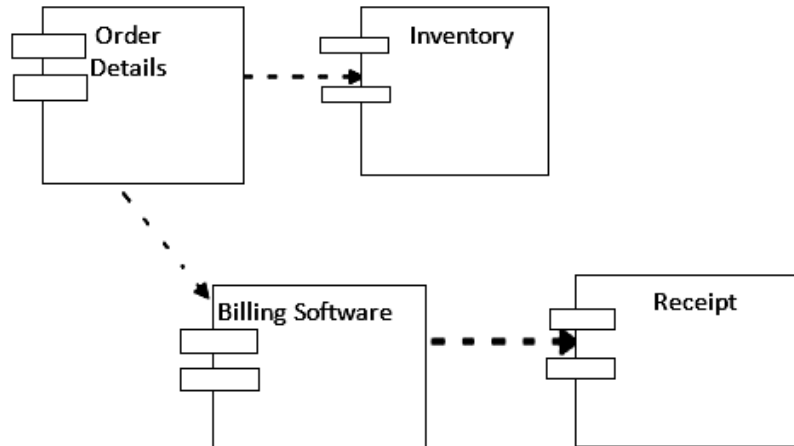 Order
Details
Inventory
Billing Software
Receipt